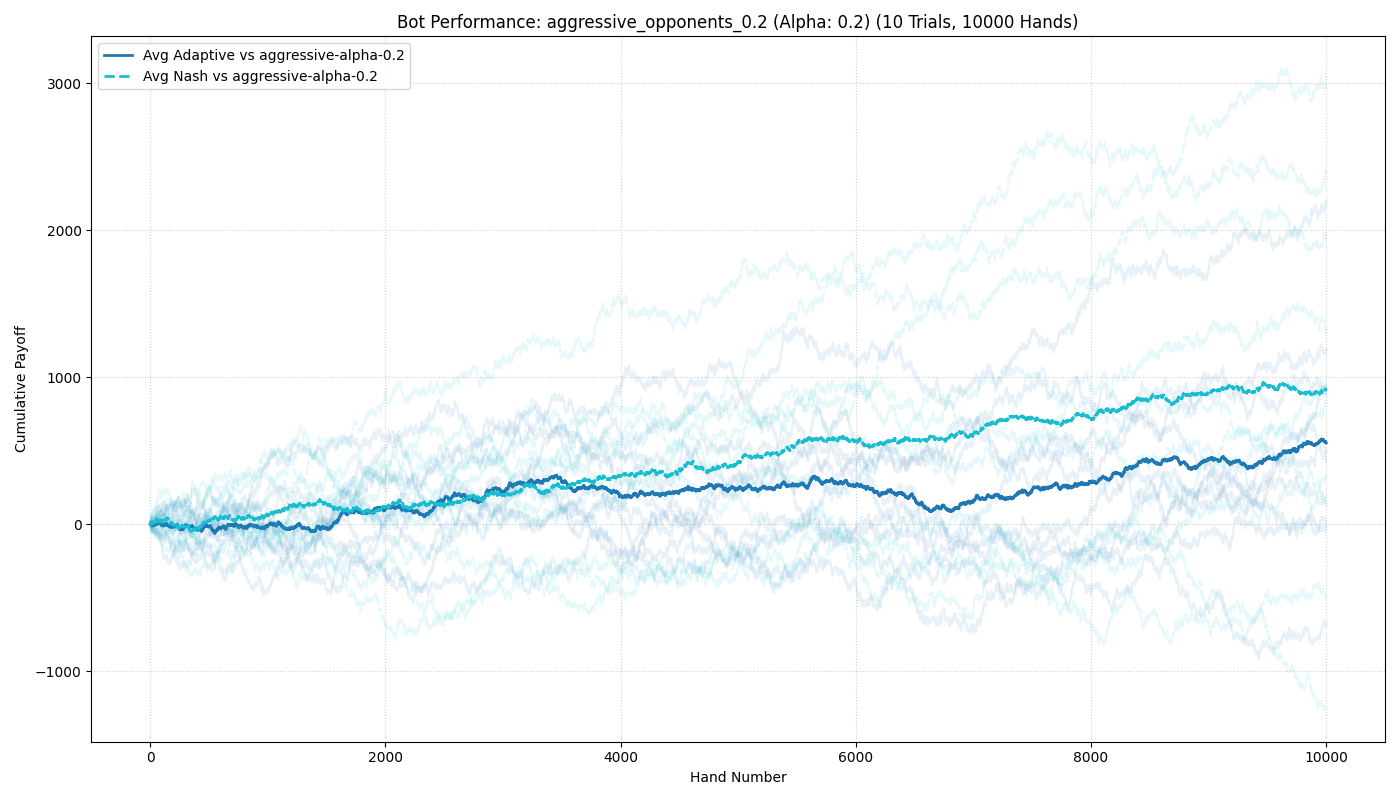 Bot Performance: aggressive_opponents_0.2 (Alpha: 0.2) (10 Trials, 10000 Hands)
Avg Adaptive vs aggressive-alpha-0.2
Avg Nash vs aggressive-alpha-0.2
3000
2000
1000
0
−1000
Cumulative Payoff
0
2000
4000
6000
8000
10000
Hand Number